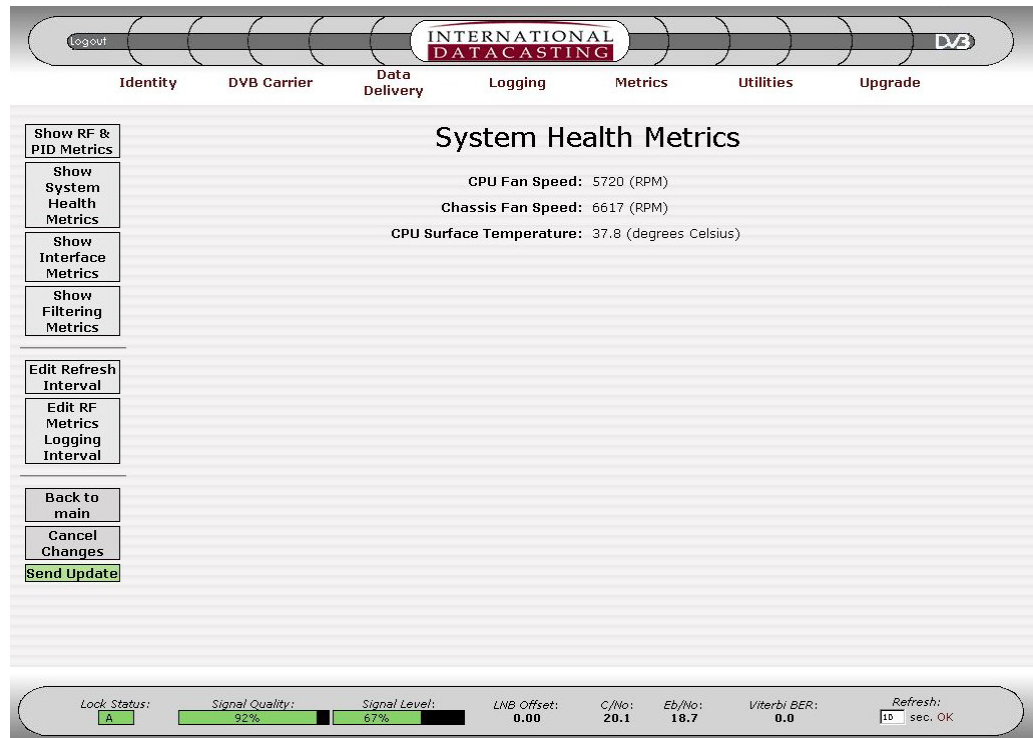 Logout
INTERNATIONAL
DATACASTING
DVB
Identity
DVB Carrier
Data
Delivery
Logging
Metrics
Utilities
Upgrade
Show RF &
PID Metrics
Show
System
Health
Metrics
Show
Interface
Metrics
Show
Filtering
Metrics
Edit Refresh
Interval
Edit RF
Metrics
Logging
Interval
Back to
main
Cancel
Changes
Send Update
System Health Metrics
CPU Fan Speed: 5720 (RPM)
Chassis Fan Speed: 6617 (RPM)
CPU Surface Temperature: 37.8 (degrees Celsius)
Lock Status:
A
Signal Quality:
92%
Signal Level:
67%
LNB Offset:
0.00
C/No:
20.1
Eb/No:
18.7
Viterbi BER:
0.0
Refresh:
10 sec. OK